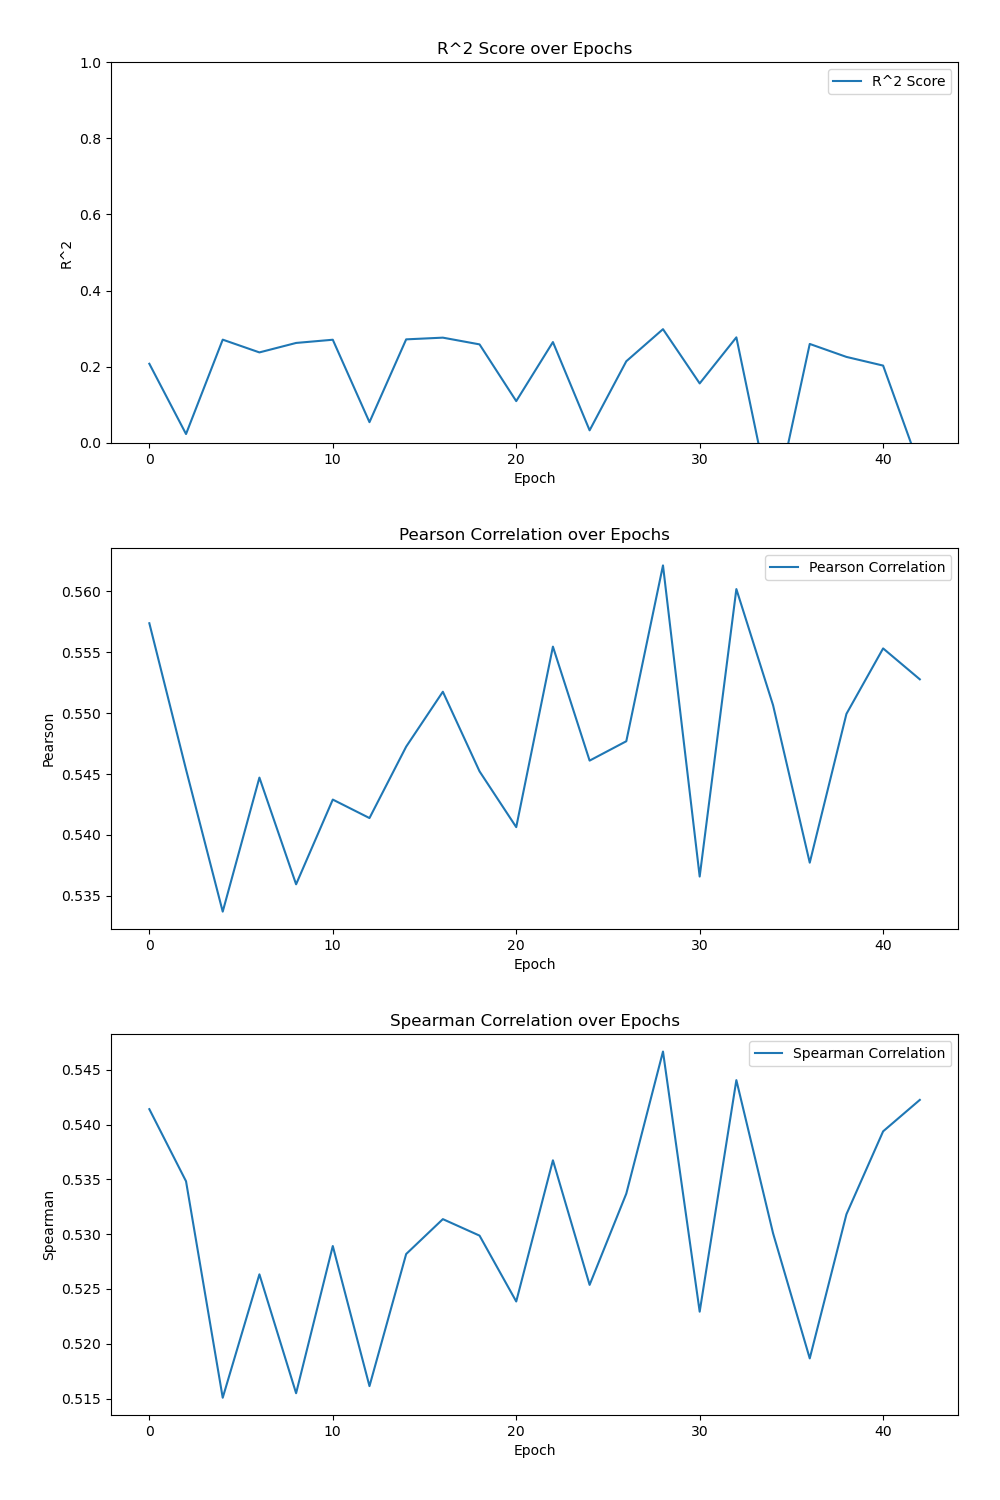 R^2 Score over Epochs
1.0
R^2 Score
0.8
0.6
R^2
0.4
0.2
0.0
0 10 20 30 40
Epoch
Pearson Correlation over Epochs
Pearson Correlation
0.560
0.555
0.550
Pearson
0.545
0.540
0.535
0 10 20 30 40
Epoch
Spearman Correlation over Epochs
Spearman Correlation
0.545
0.540
0.535
Spearman
0.530
0.525
0.520
0.515
0 10 20 30 40
Epoch